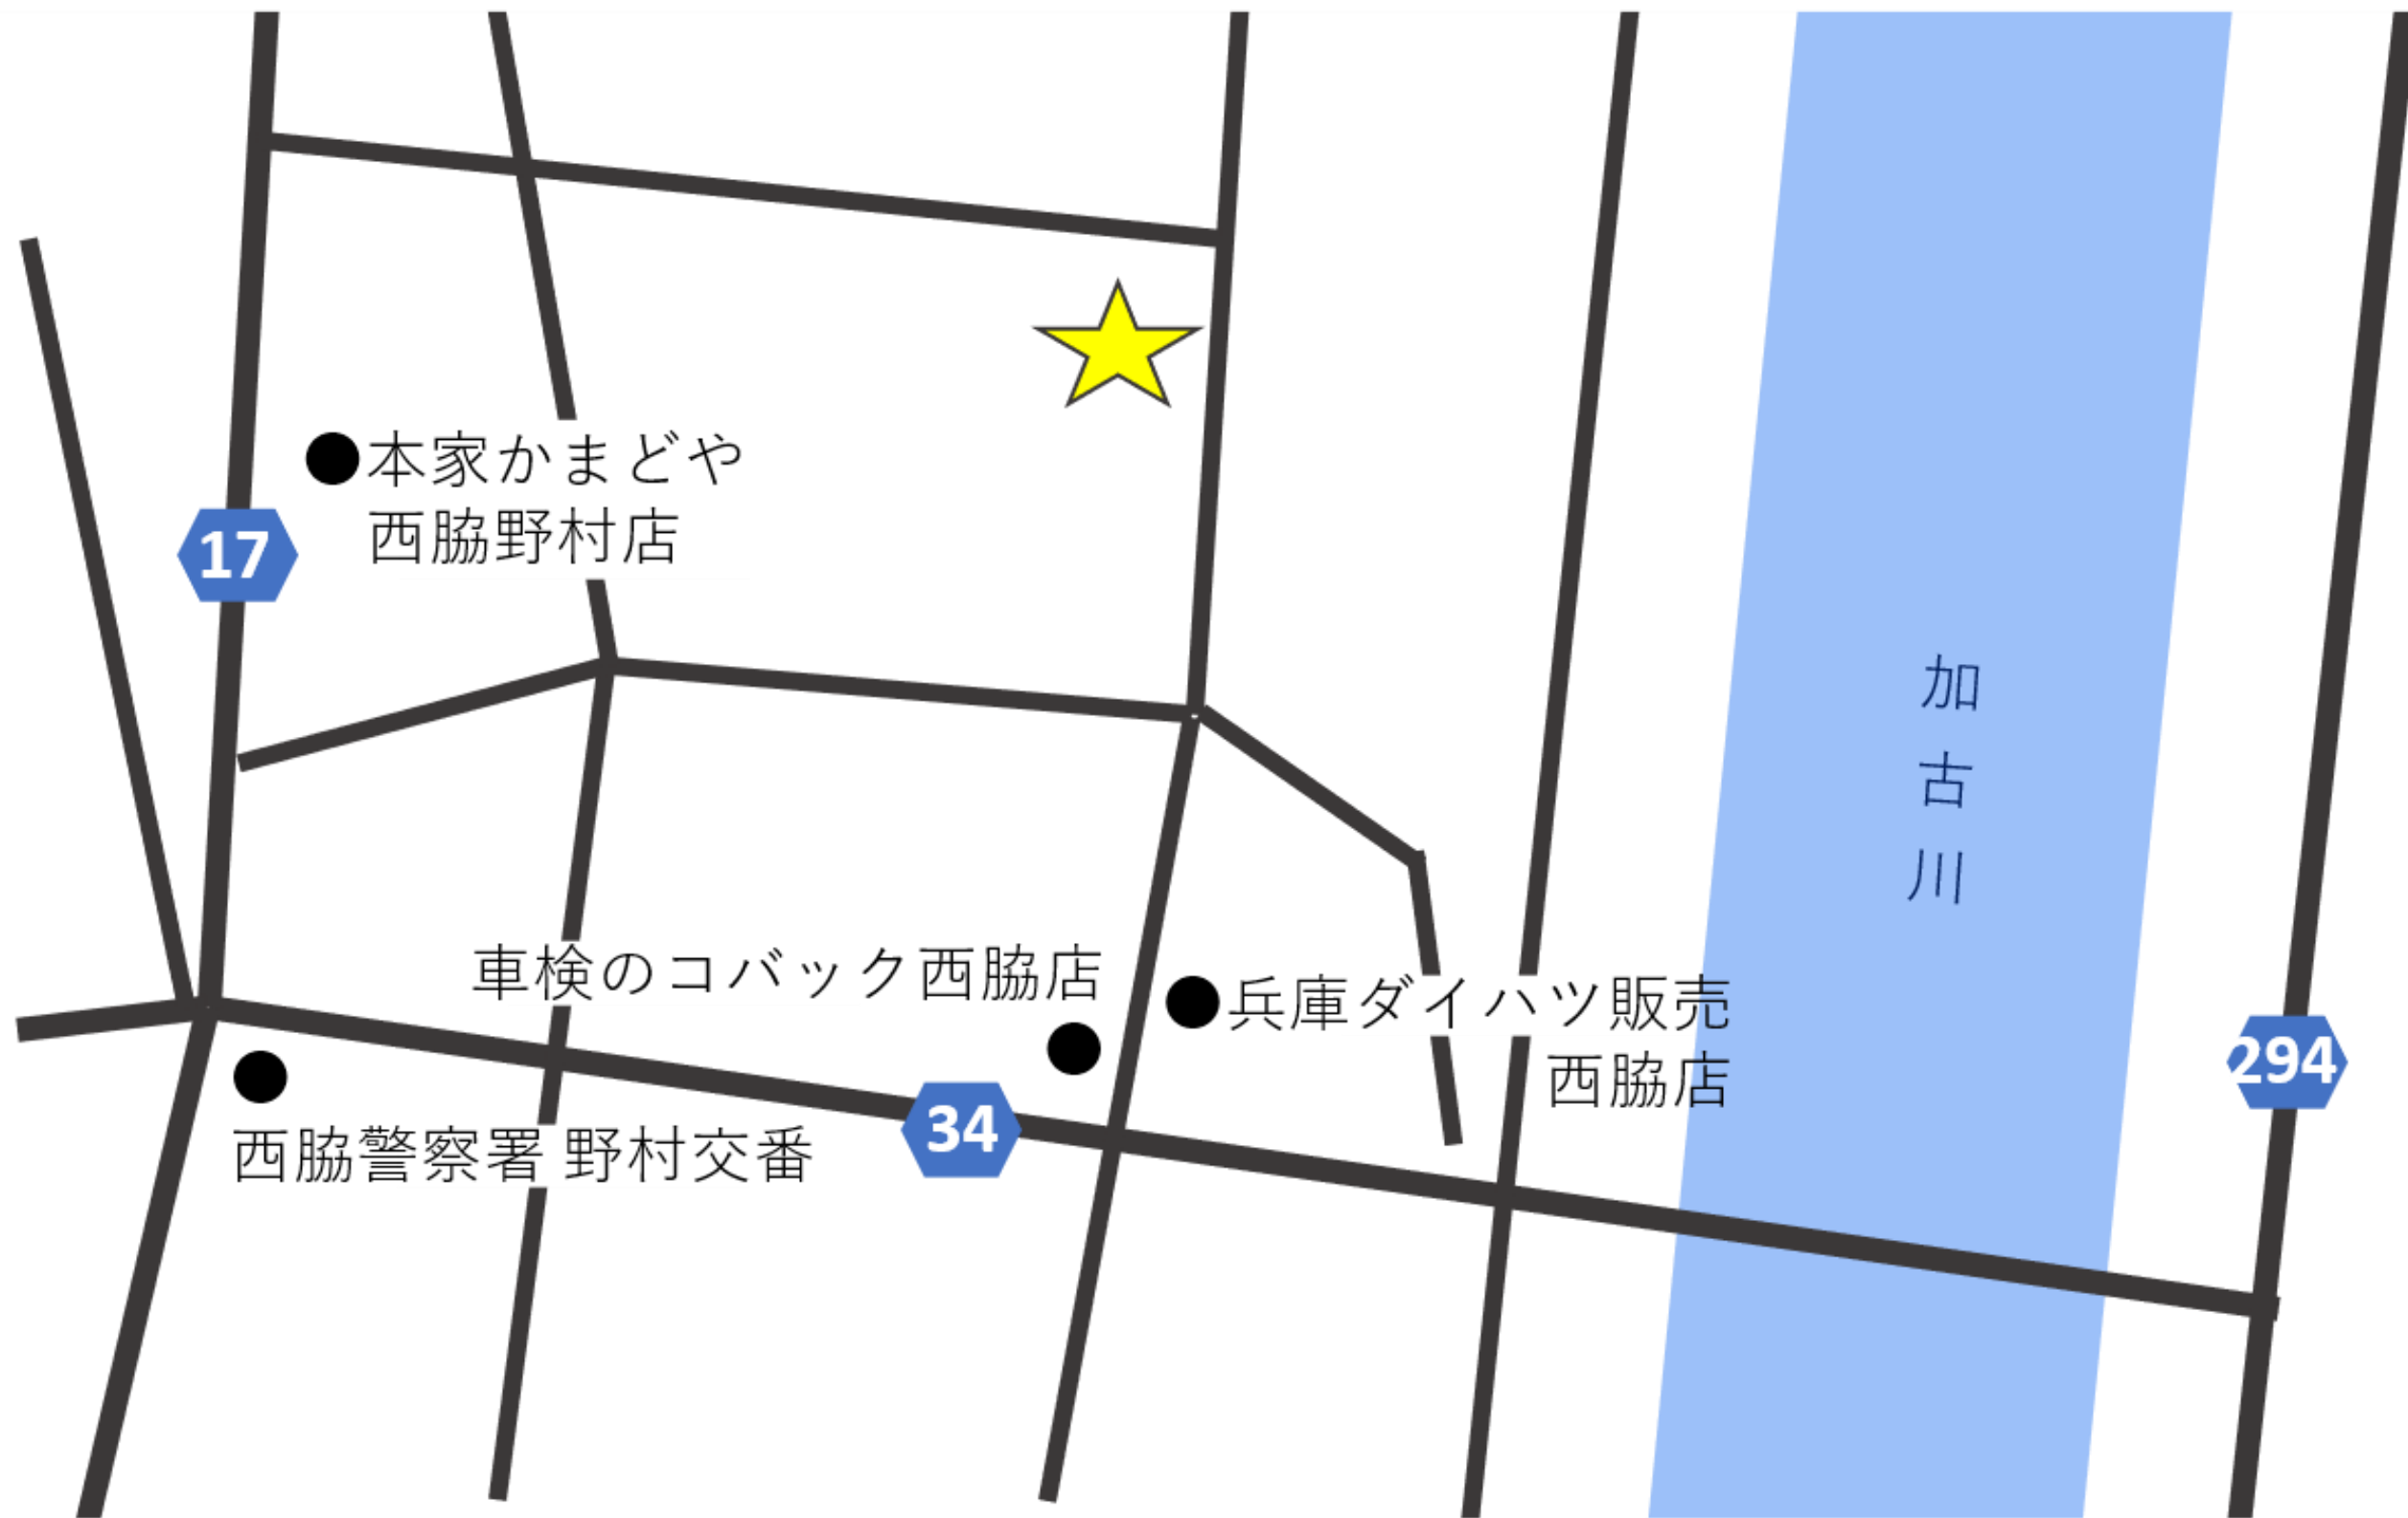 本家かまどや
西脇野村店
17
加古川
車検のコバック西脇店
兵庫ダイハツ販売
西脇店
294
34
西脇警察署 野村交番